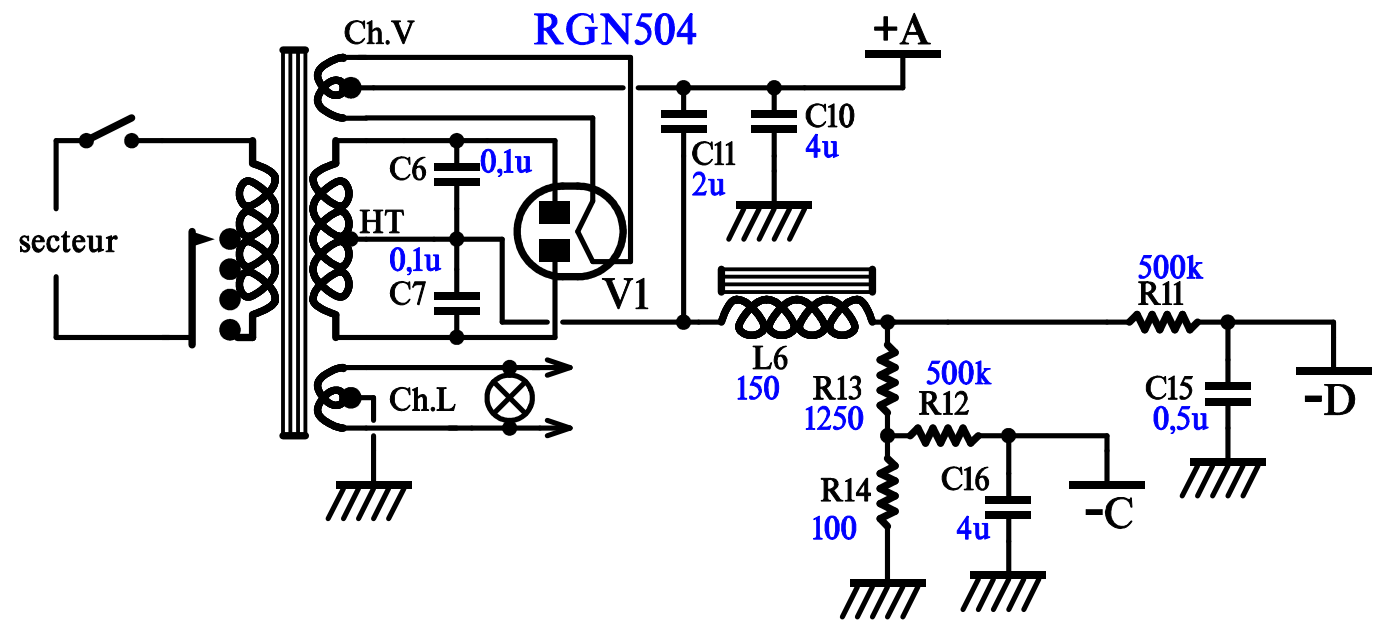 Ch.V
RGN504
+A
C6
0,1u
C11
2u
C10
4u
secteur
HT
0,1u
C7
V1
500k
R11
L6
150
R13
1250
500k
R12
C15
0,5u
-D
Ch.L
R14
100
C16
4u
-C